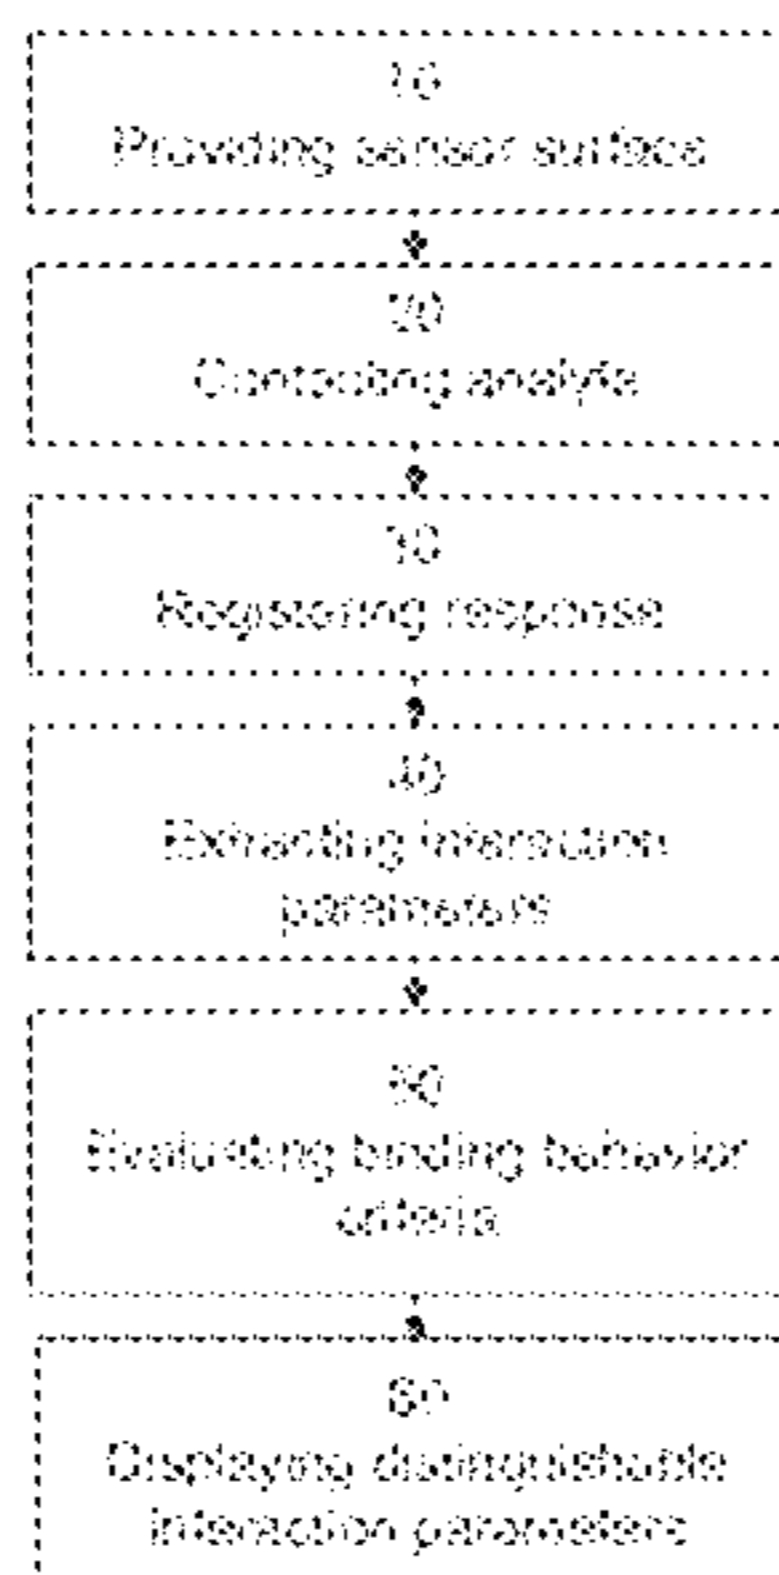 10
Providing sensor surface
20
Contacting analyte
30
Registering response
40
Extracting interaction
parameters
50
Evaluating binding behavior
criteria
60
Displaying distinguishable
interaction parameters